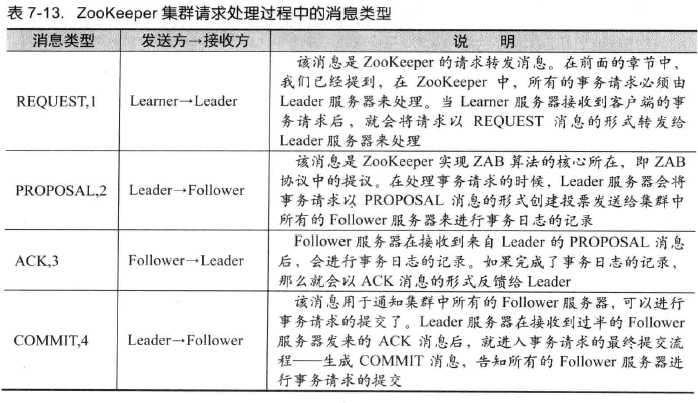 表 7-13. ZooKeeper 集群请求处理过程中的消息类型
消息类型 发送方→接收方 说 明
REQUEST,1 Learner→Leader
该消息是 ZooKeeper 的请求转发消息。在前面的章节中，
我们已经提到，在 ZooKeeper 中，所有的事务请求必须由
Leader 服务器来处理。当 Learner 服务器接收到客户端的事
务请求后，就会将请求以 REQUEST 消息的形式转发给
Leader 服务器来处理
PROPOSAL,2 Leader→Follower
该消息是 ZooKeeper 实现 ZAB 算法的核心所在，即 ZAB
协议中的提议。在处理事务请求的时候，Leader 服务器会将
事务请求以 PROPOSAL 消息的形式创建投票发送给集群中
所有的 Follower 服务器来进行事务日志的记录
ACK,3 Follower→Leader
Follower 服务器在接收到来自 Leader 的 PROPOSAL 消息
后，会进行事务日志的记录。如果完成了事务日志的记录，
那么就会以 ACK 消息的形式反馈给 Leader
COMMIT,4 Leader→Follower
该消息用于通知集群中所有的 Follower 服务器，可以进行
事务请求的提交了。Leader 服务器在接收到过半的 Follower
服务器发来的 ACK 消息后，就进入事务请求的最终提交流
程——生成 COMMIT 消息，告知所有的 Follower 服务器进
行事务请求的提交